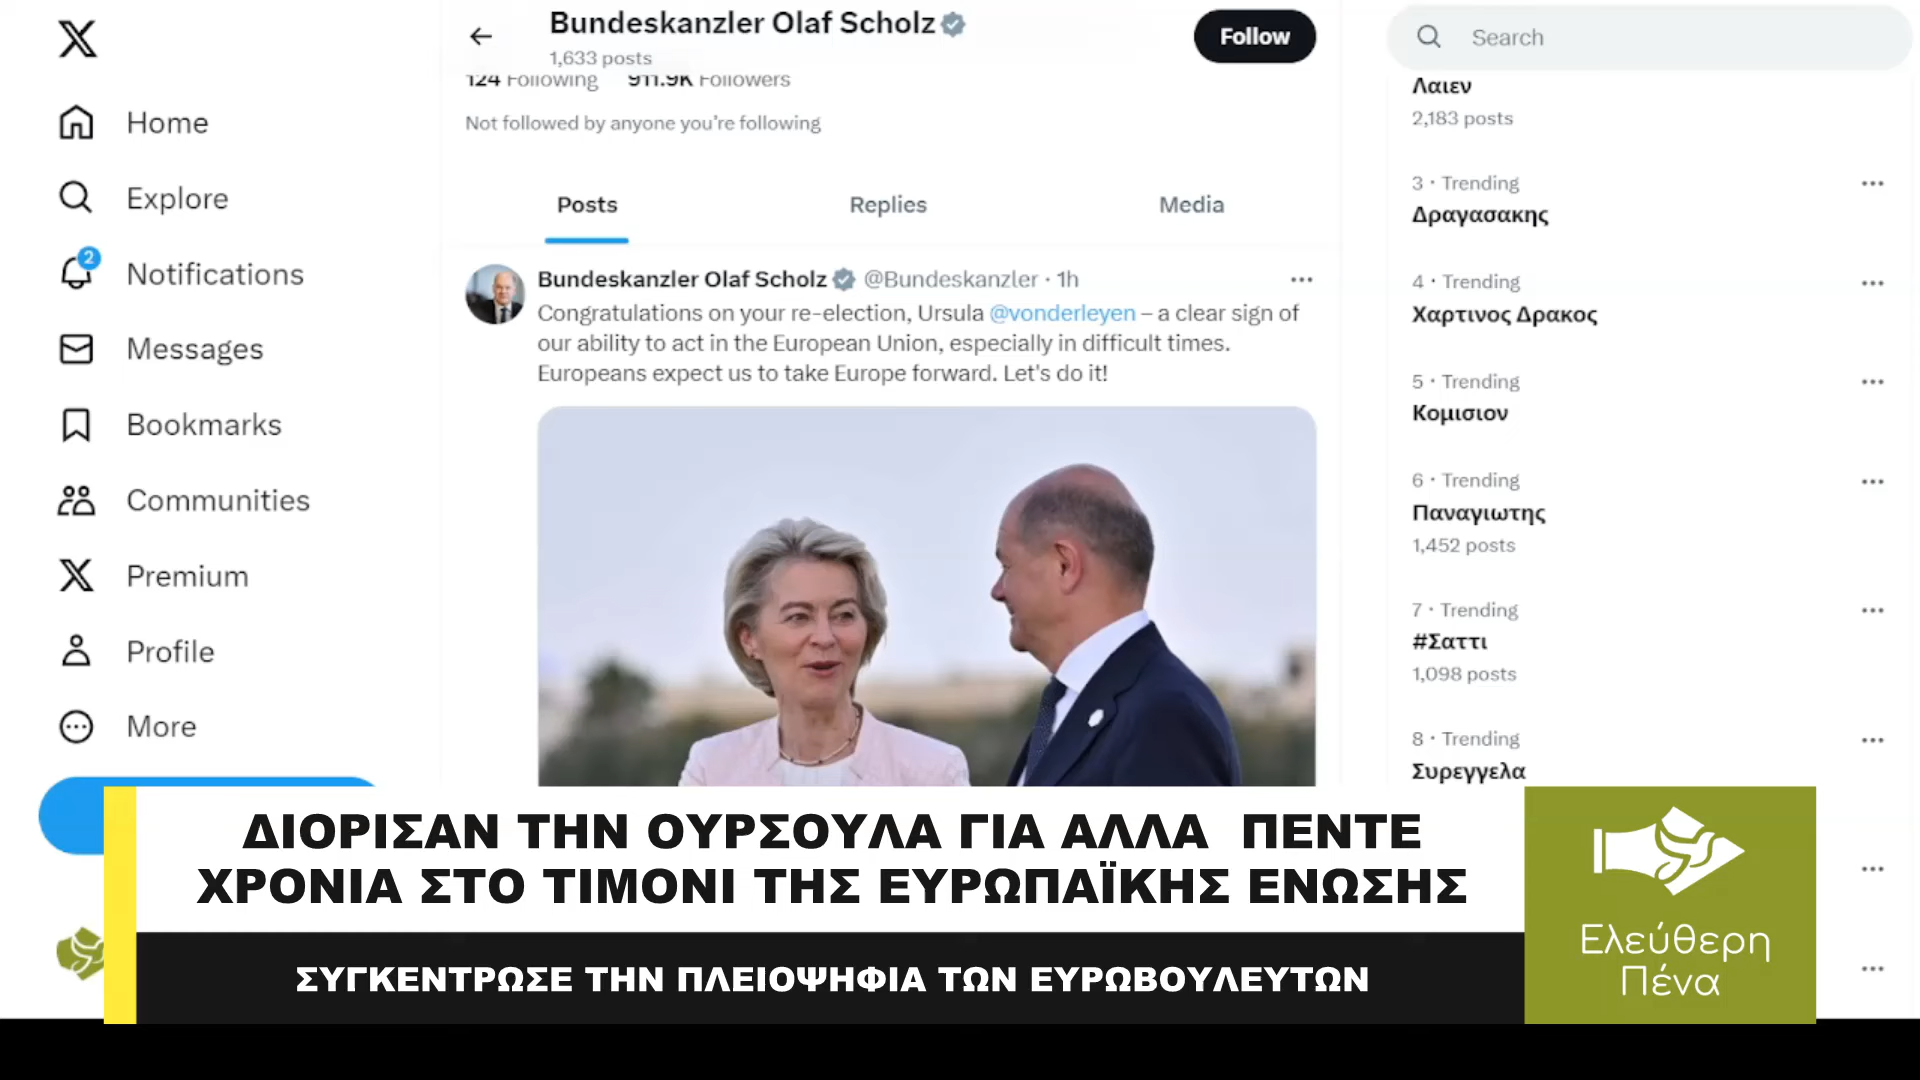 Home
Explore
2
Notifications
Messages
Bookmarks
Communities
Premium
Profile
More
Bundeskanzler Olaf Scholz
1,633 posts
Follow
124 Following 911.9K Followers
Not followed by anyone you're following
Posts Replies Media
Bundeskanzler Olaf Scholz @Bundeskanzler · 1h
Congratulations on your re-election, Ursula @vonderleyen – a clear sign of
our ability to act in the European Union, especially in difficult times.
Europeans expect us to take Europe forward. Let's do it!
Search
Λαιεν
2,183 posts
3 · Trending
Δραγασακης
4 · Trending
Χαρτινος Δρακος
5 · Trending
Κομισιον
6 · Trending
Παναγιωτης
1,452 posts
7 · Trending
#Σαττι
1,098 posts
8 · Trending
Συρεγγελα
ΔΙΟΡΙΣΑΝ ΤΗΝ ΟΥΡΣΟΥΛΑ ΓΙΑ ΑΛΛΑ ΠΕΝΤΕ
ΧΡΟΝΙΑ ΣΤΟ ΤΙΜΟΝΙ ΤΗΣ ΕΥΡΩΠΑΪΚΗΣ ΕΝΩΣΗΣ
ΣΥΓΚΕΝΤΡΩΣΕ ΤΗΝ ΠΛΕΙΟΨΗΦΙΑ ΤΩΝ ΕΥΡΩΒΟΥΛΕΥΤΩΝ
Ελεύθερη
Πένα